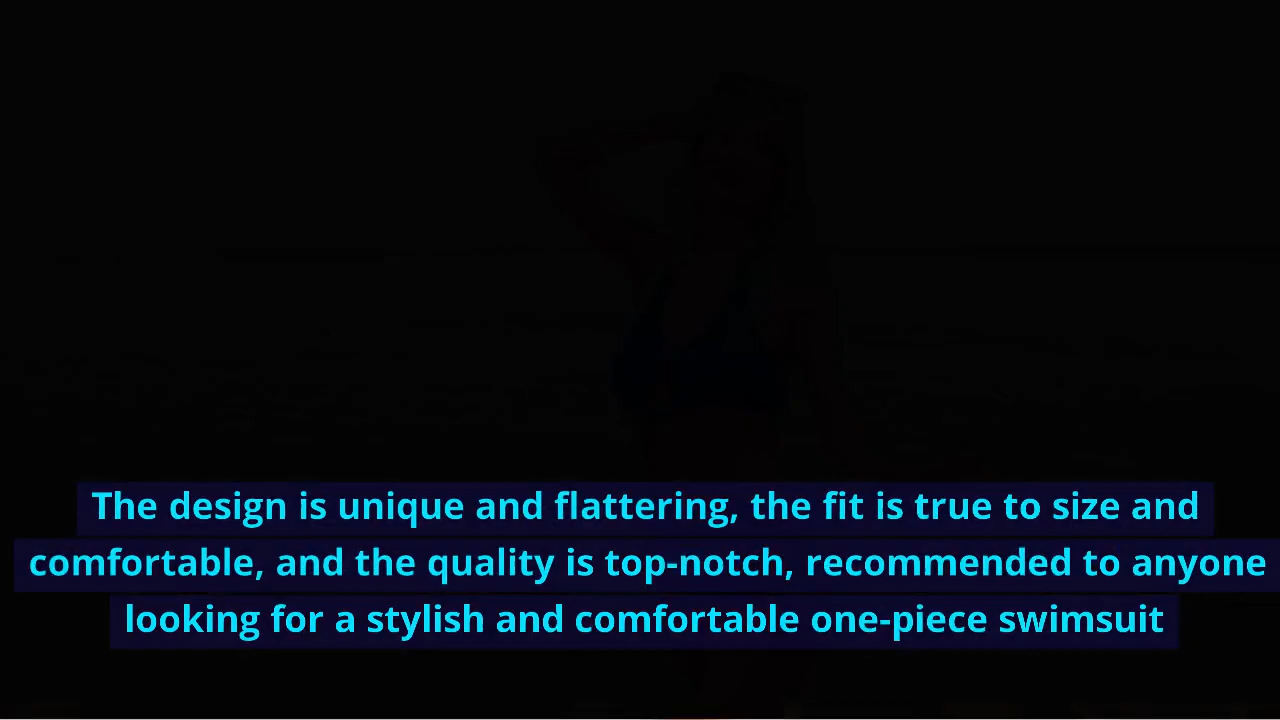 The design is unique and flattering, the fit is true to size and
comfortable, and the quality is top-notch, recommended to anyone
looking for a stylish and comfortable one-piece swimsuit